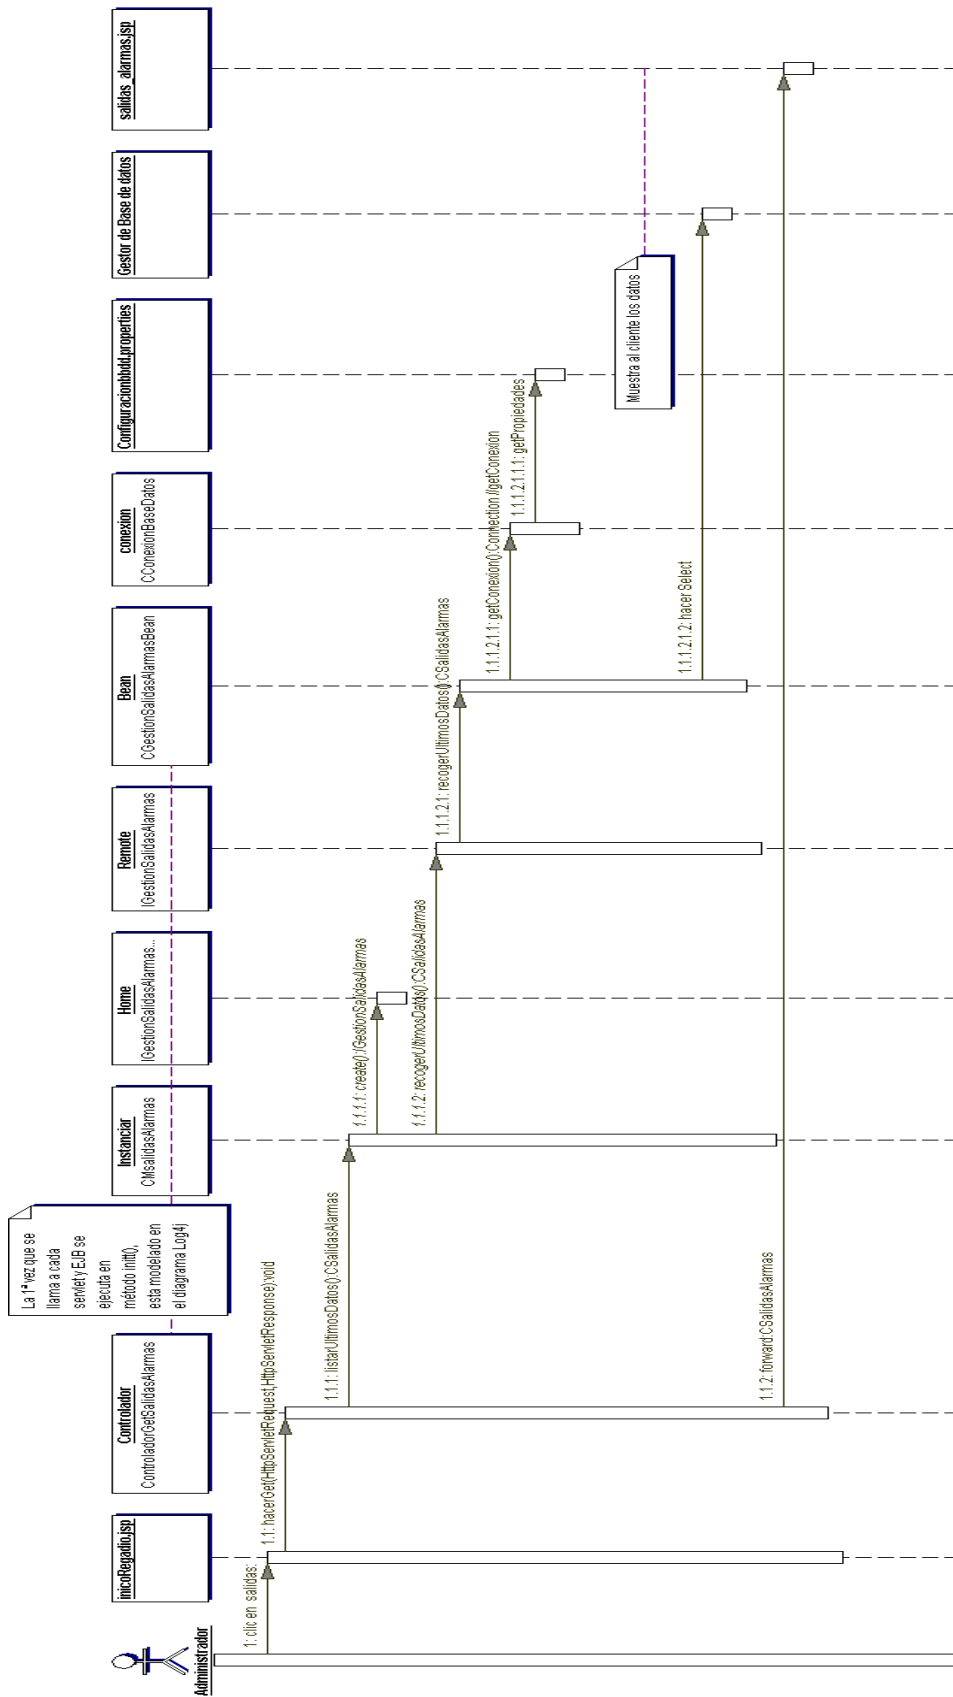 Administrador
inicoRegadio.jsp
Controlador
ControladorGetSalidasAlarmas
La 1ª vez que se
llama a cada
servlet y EJB se
ejecuta en
método initt(),
esta modelado en
el diagrama Log4j
Instanciar
CMsalidasAlarmas
Home
IGestionSalidasAlarmas...
Remote
IGestionSalidasAlarmas
Bean
CGestionSalidasAlarmasBean
conexion
CConexionBaseDatos
Configuracionbbdd.properties
Gestor de Base de datos
salidas_alarmas.jsp
1: clic en salidas:
1.1: hacerGet(HttpServletRequest,HttpServletResponse):void
1.1.1: listarUltimosDatos():CSalidasAlarmas
1.1.1.1: create():IGestionSalidasAlarmas
1.1.1.2: recogerUltimosDatos():CSalidasAlarmas
1.1.1.2.1: recogerUltimosDatos():CSalidasAlarmas
1.1.1.2.1.1: getConexion():Connection //getConexion
1.1.1.2.1.1.1: getPropiedades
Muestra al cliente los datos
1.1.1.2.1.2: hacer Select
1.1.2: forward:CSalidasAlarmas